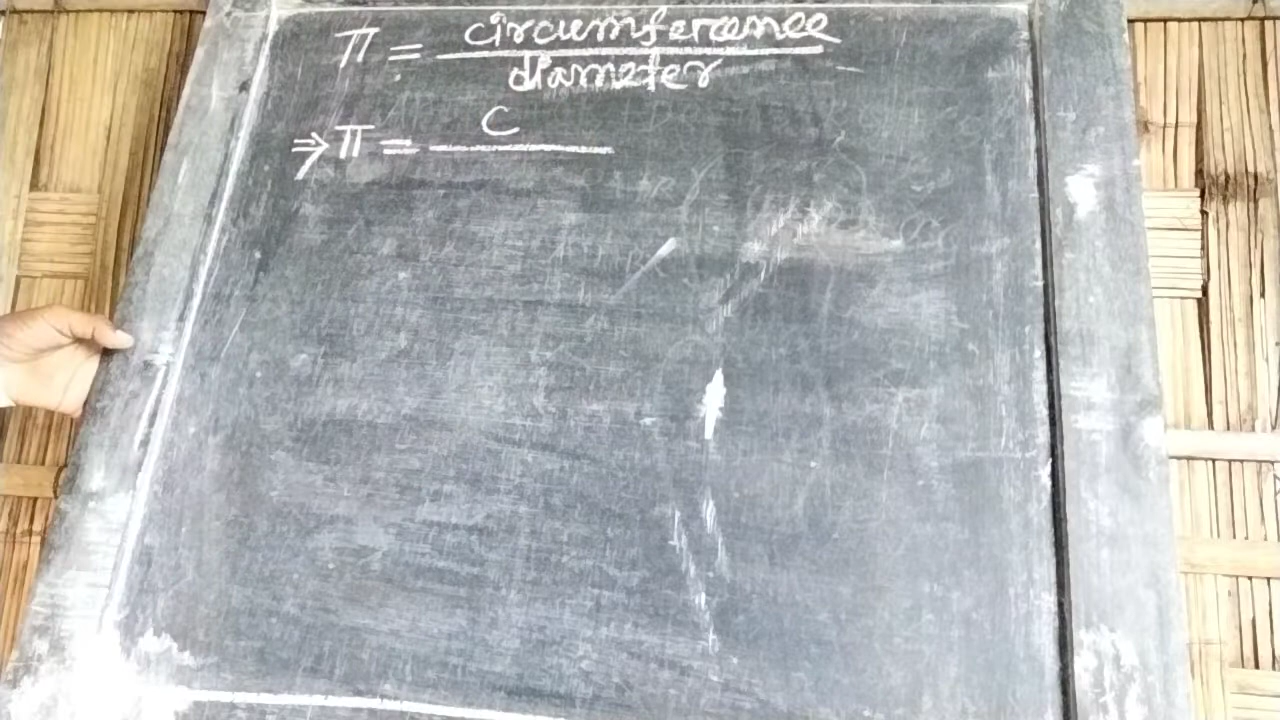 π = circumference / diameter
⇒ π = C /